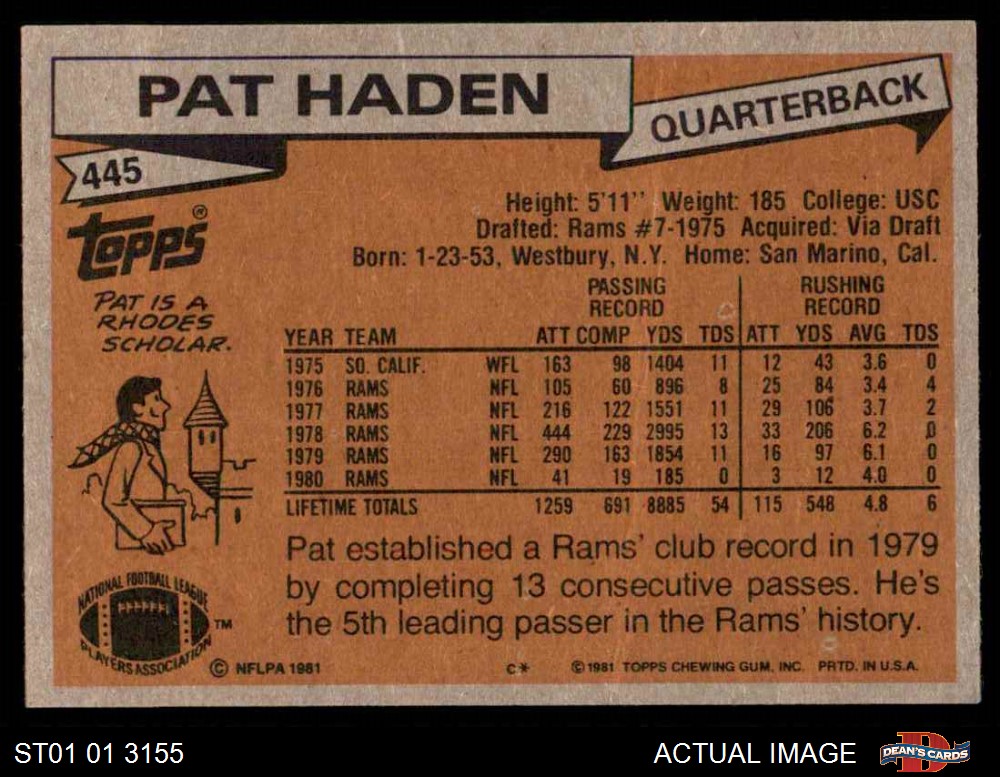 PAT HADEN
QUARTERBACK
445
Topps®
Height: 5'11'' Weight: 185 College: USC
Drafted: Rams #7-1975 Acquired: Via Draft
Born: 1-23-53, Westbury, N.Y. Home: San Marino, Cal.
PAT IS A
RHODES
SCHOLAR.
PASSING RUSHING
RECORD RECORD
YEAR TEAM ATT COMP YDS TDS ATT YDS AVG TDS
1975 SO. CALIF. WFL 163 98 1404 11 12 43 3.6 0
1976 RAMS NFL 105 60 896 8 25 84 3.4 4
1977 RAMS NFL 216 122 1551 11 29 106 3.7 2
1978 RAMS NFL 444 229 2995 13 33 206 6.2 0
1979 RAMS NFL 290 163 1854 11 16 97 6.1 0
1980 RAMS NFL 41 19 185 0 3 12 4.0 0
LIFETIME TOTALS 1259 691 8885 54 115 548 4.8 6
Pat established a Rams' club record in 1979
by completing 13 consecutive passes. He's
the 5th leading passer in the Rams' history.
NATIONAL FOOTBALL LEAGUE
PLAYERS ASSOCIATION
TM
© NFLPA 1981 C* © 1981 TOPPS CHEWING GUM, INC. PRTD. IN U.S.A.
ST01 01 3155 ACTUAL IMAGE DEAN'S CARDS